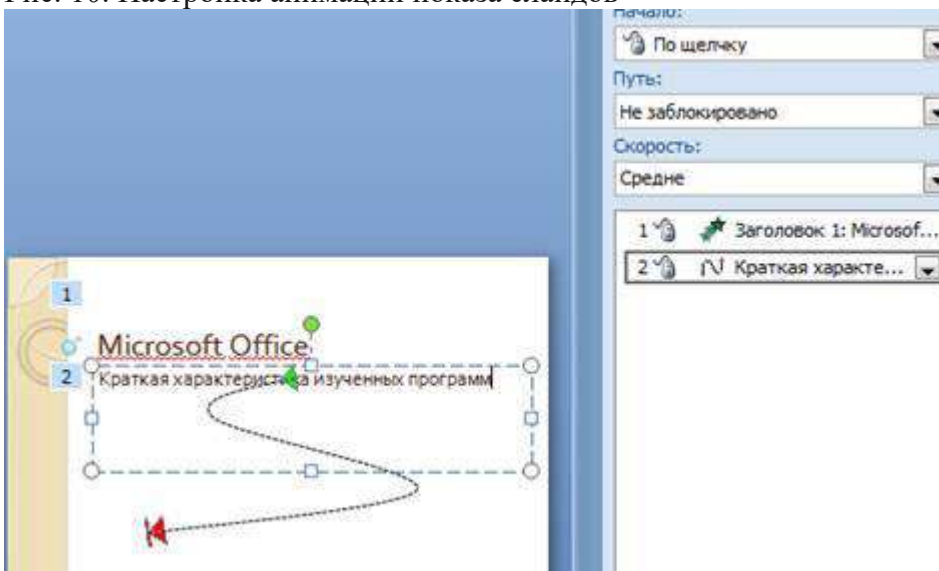 Рис. 10. Настройка анимации показа слайдов
Начало:
По щелчку
Путь:
Не заблокировано
Скорость:
Средне
1 Заголовок 1: Microsof...
2 Краткая характе...
1
Microsoft Office
2
Краткая характеристика изученных программ